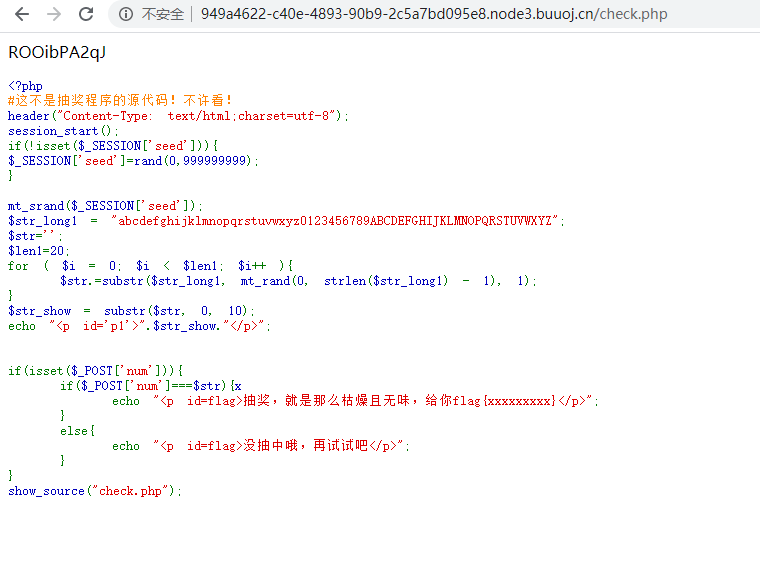 不安全 949a4622-c40e-4893-90b9-2c5a7bd095e8.node3.buuoj.cn/check.php
ROOibPA2qJ
<?php
#这不是抽奖程序的源代码！不许看！
header("Content-Type: text/html;charset=utf-8");
session_start();
if(!isset($_SESSION['seed'])){
$_SESSION['seed']=rand(0,999999999);
}
mt_srand($_SESSION['seed']);
$str_long1 = "abcdefghijklmnopqrstuvwxyz0123456789ABCDEFGHIJKLMNOPQRSTUVWXYZ";
$str='';
$len1=20;
for ( $i = 0; $i < $len1; $i++ ){
$str.=substr($str_long1, mt_rand(0, strlen($str_long1) - 1), 1);
}
$str_show = substr($str, 0, 10);
echo "<p id='p1'>".$str_show."</p>";
if(isset($_POST['num'])){
if($_POST['num']===$str){x
echo "<p id=flag>抽奖，就是那么枯燥且无味，给你flag{xxxxxxxxx}</p>";
}
else{
echo "<p id=flag>没抽中哦，再试试吧</p>";
}
}
show_source("check.php");